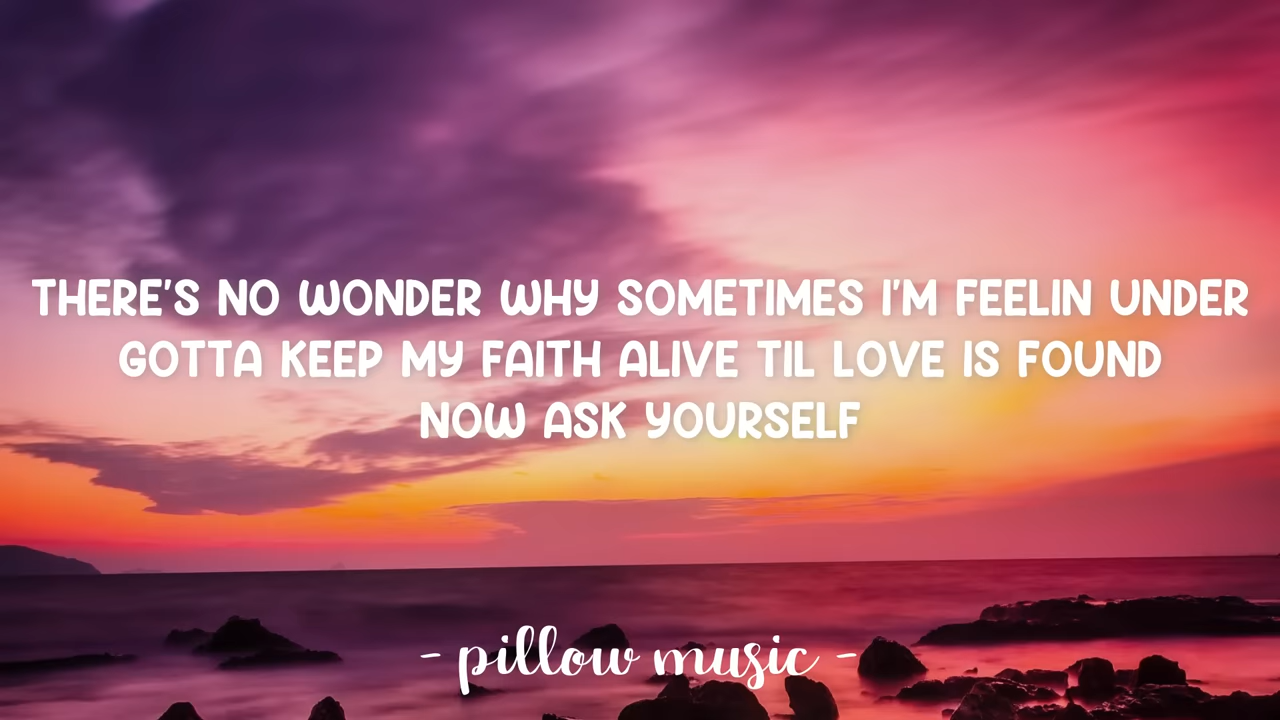 THERE'S NO WONDER WHY SOMETIMES I'M FEELIN UNDER
GOTTA KEEP MY FAITH ALIVE TIL LOVE IS FOUND
NOW ASK YOURSELF
- pillow music -